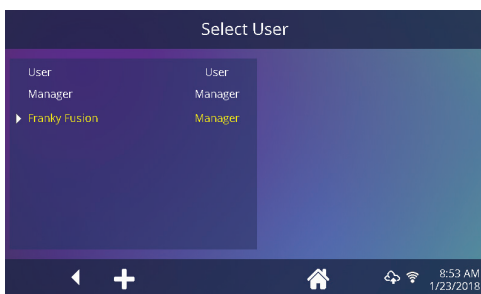 Select User
User User
Manager Manager
Franky Fusion Manager
8:53 AM
1/23/2018